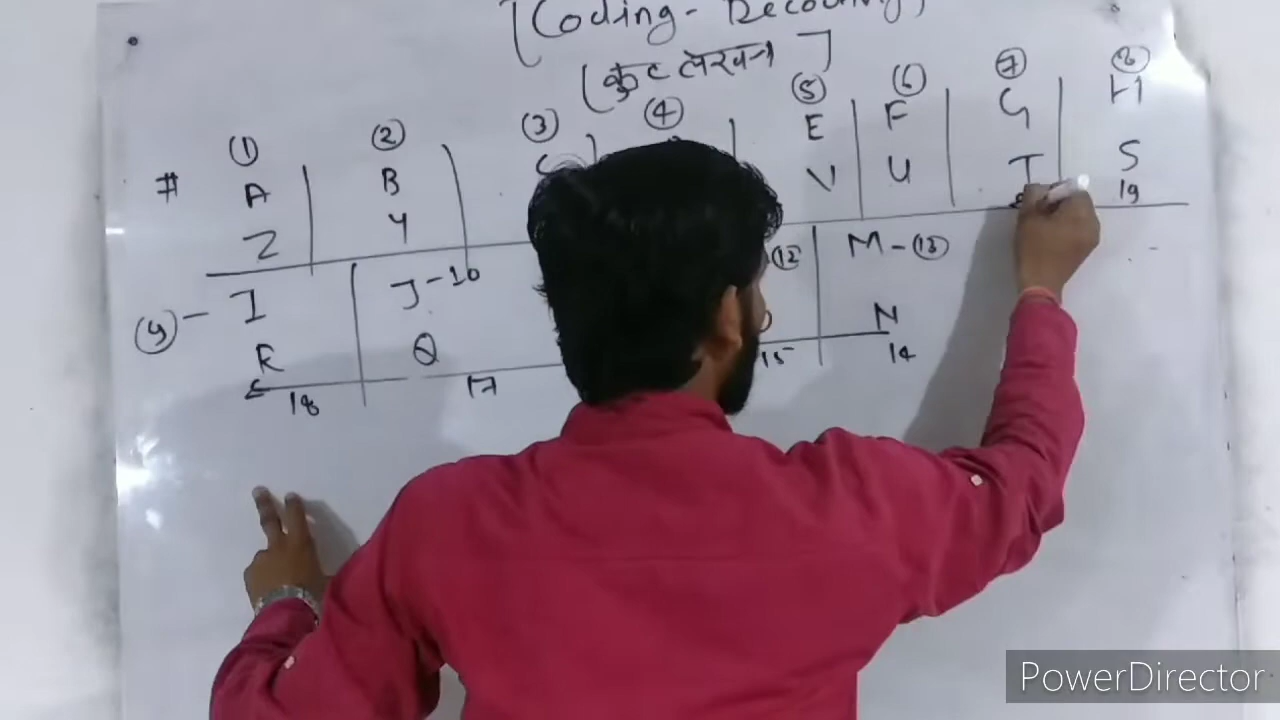 [Coding - Decoding]
(कुट लेखन ]
(1) (2) (3) (4) (5) (6) (7) (8)
# A B C E F G H
Z Y V U T S
19
(9) - I J - 10 (12) M - (13)
R Q N
18 17 15 14
PowerDirector